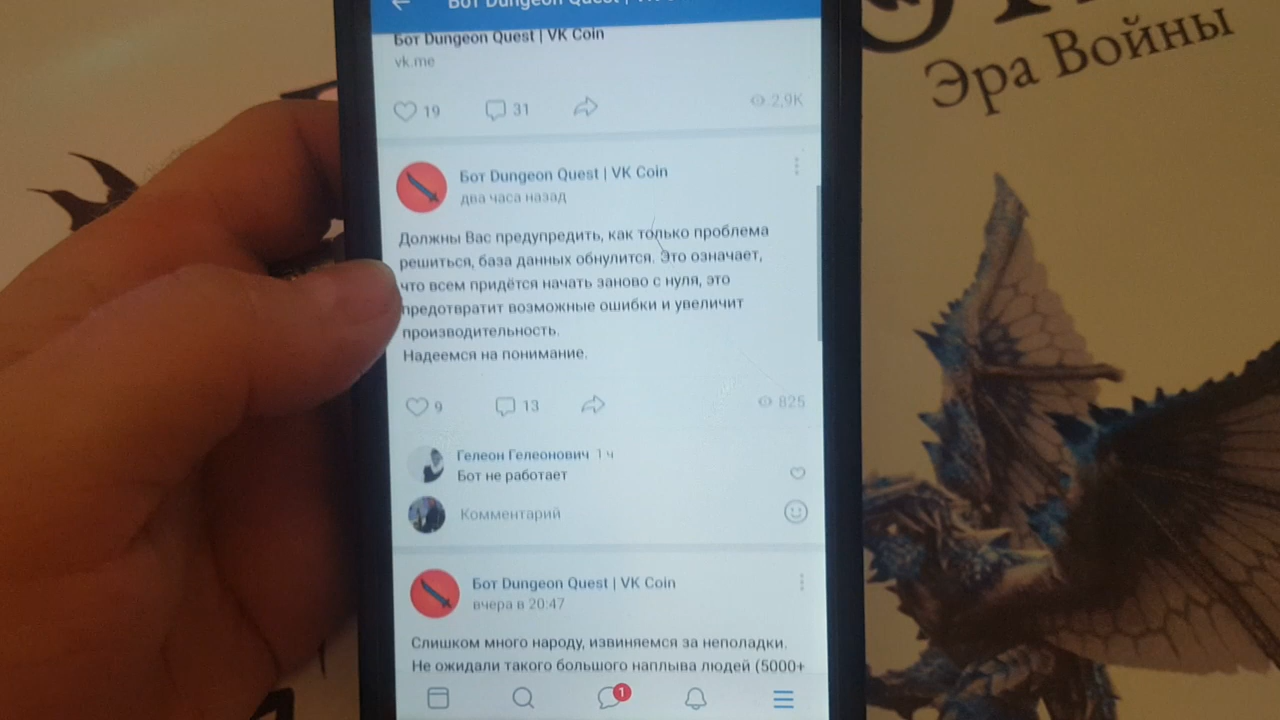 Бот Dungeon Quest |
Бот Dungeon Quest | VK Coin
vk.me
19 31 2,9K
Бот Dungeon Quest | VK Coin
два часа назад
Должны Вас предупредить, как только проблема
решиться, база данных обнулится. Это означает,
что всем придётся начать заново с нуля, это
предотвратит возможные ошибки и увеличит
производительность.
Надеемся на понимание.
9 13 825
Гелеон Гелеонович 1 ч
Бот не работает
Комментарий
Бот Dungeon Quest | VK Coin
вчера в 20:47
Слишком много народу, извиняемся за неполадки.
Не ожидали такого большого наплыва людей (5000+
1
Эра Войны